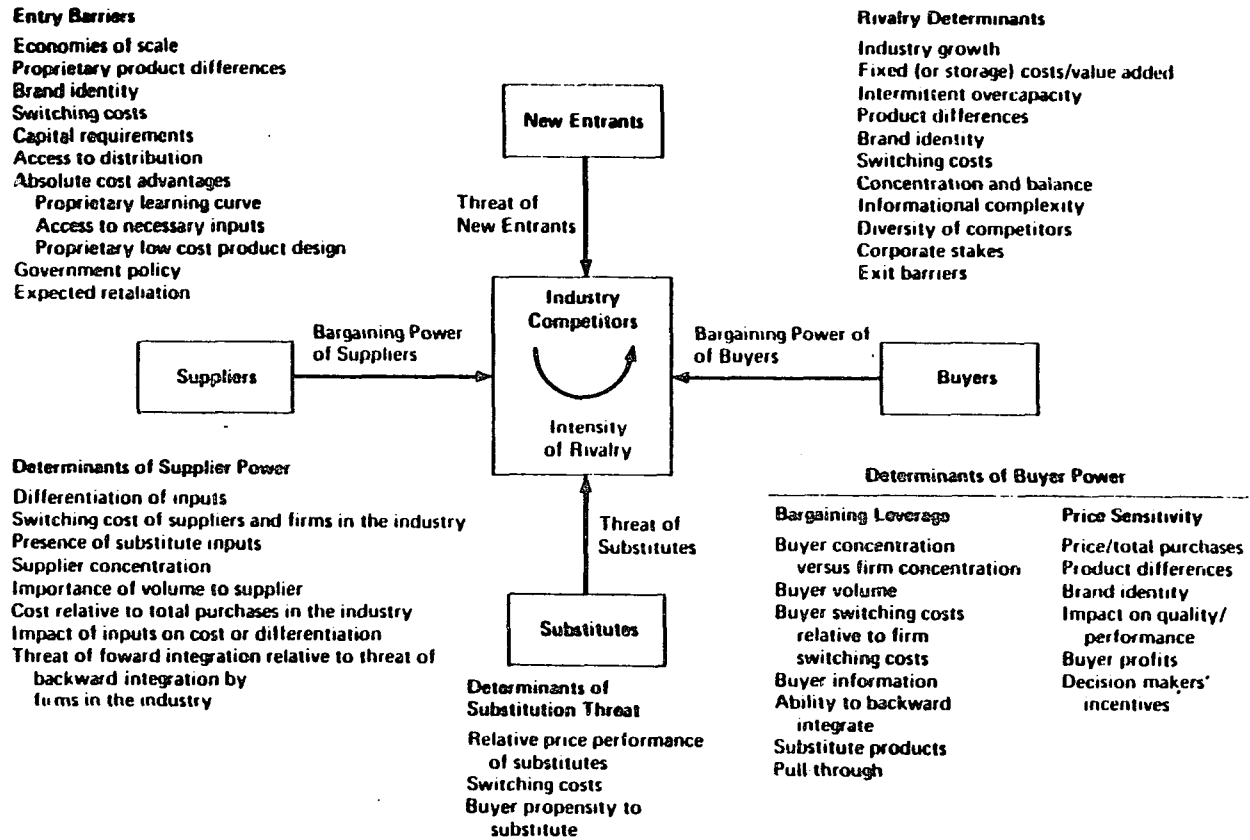 Entry Barriers
Economies of scale
Proprietary product differences
Brand identity
Switching costs
Capital requirements
Access to distribution
Absolute cost advantages
Proprietary learning curve
Access to necessary inputs
Proprietary low cost product design
Government policy
Expected retaliation
Rivalry Determinants
Industry growth
Fixed (or storage) costs/value added
Intermittent overcapacity
Product differences
Brand identity
Switching costs
Concentration and balance
Informational complexity
Diversity of competitors
Corporate stakes
Exit barriers
New Entrants
Threat of
New Entrants
Industry
Competitors
Intensity
of Rivalry
Bargaining Power
of Suppliers
Suppliers
Bargaining Power of
of Buyers
Buyers
Threat of
Substitutes
Substitutes
Determinants of Supplier Power
Differentiation of inputs
Switching cost of suppliers and firms in the industry
Presence of substitute inputs
Supplier concentration
Importance of volume to supplier
Cost relative to total purchases in the industry
Impact of inputs on cost or differentiation
Threat of foward integration relative to threat of
backward integration by
firms in the industry
Determinants of
Substitution Threat
Relative price performance
of substitutes
Switching costs
Buyer propensity to
substitute
Determinants of Buyer Power
Bargaining Leverage
Buyer concentration
versus firm concentration
Buyer volume
Buyer switching costs
relative to firm
switching costs
Buyer information
Ability to backward
integrate
Substitute products
Pull through
Price Sensitivity
Price/total purchases
Product differences
Brand identity
Impact on quality/
performance
Buyer profits
Decision makers'
incentives